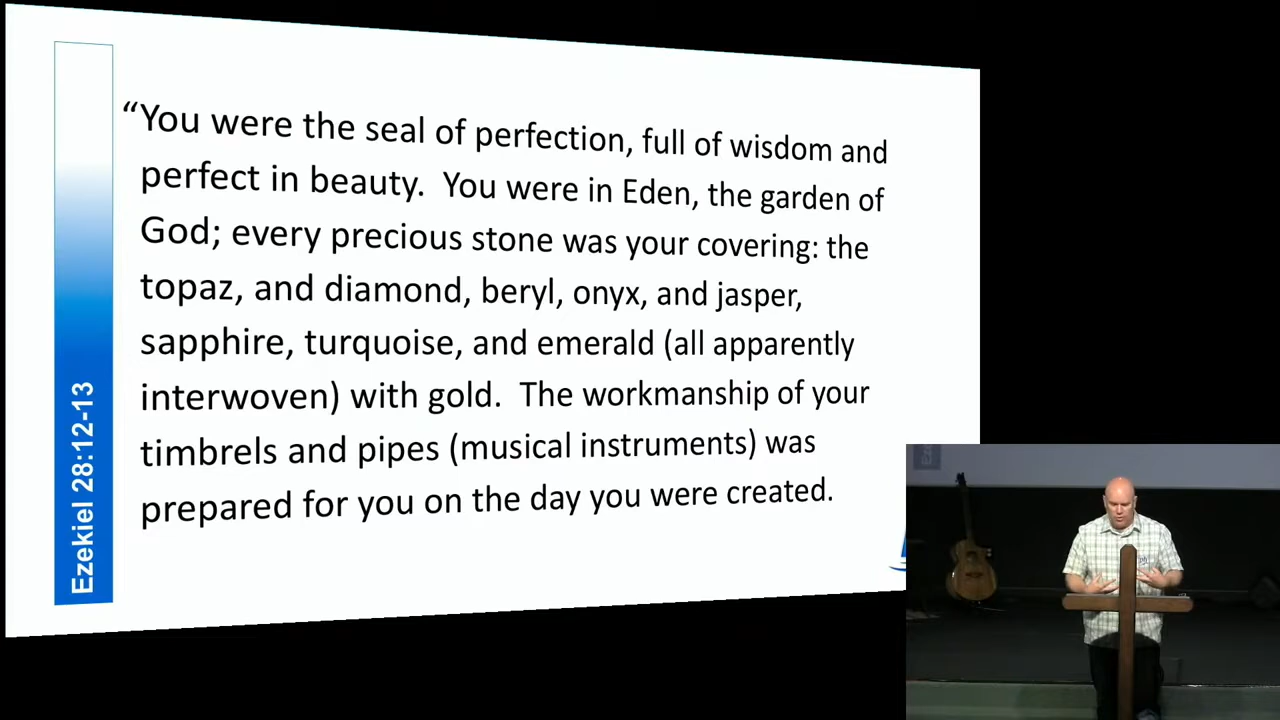 “You were the seal of perfection, full of wisdom and
perfect in beauty.  You were in Eden, the garden of
God; every precious stone was your covering: the
topaz, and diamond, beryl, onyx, and jasper,
sapphire, turquoise, and emerald (all apparently
interwoven) with gold.  The workmanship of your
timbrels and pipes (musical instruments) was
prepared for you on the day you were created.
Ezekiel 28:12-13